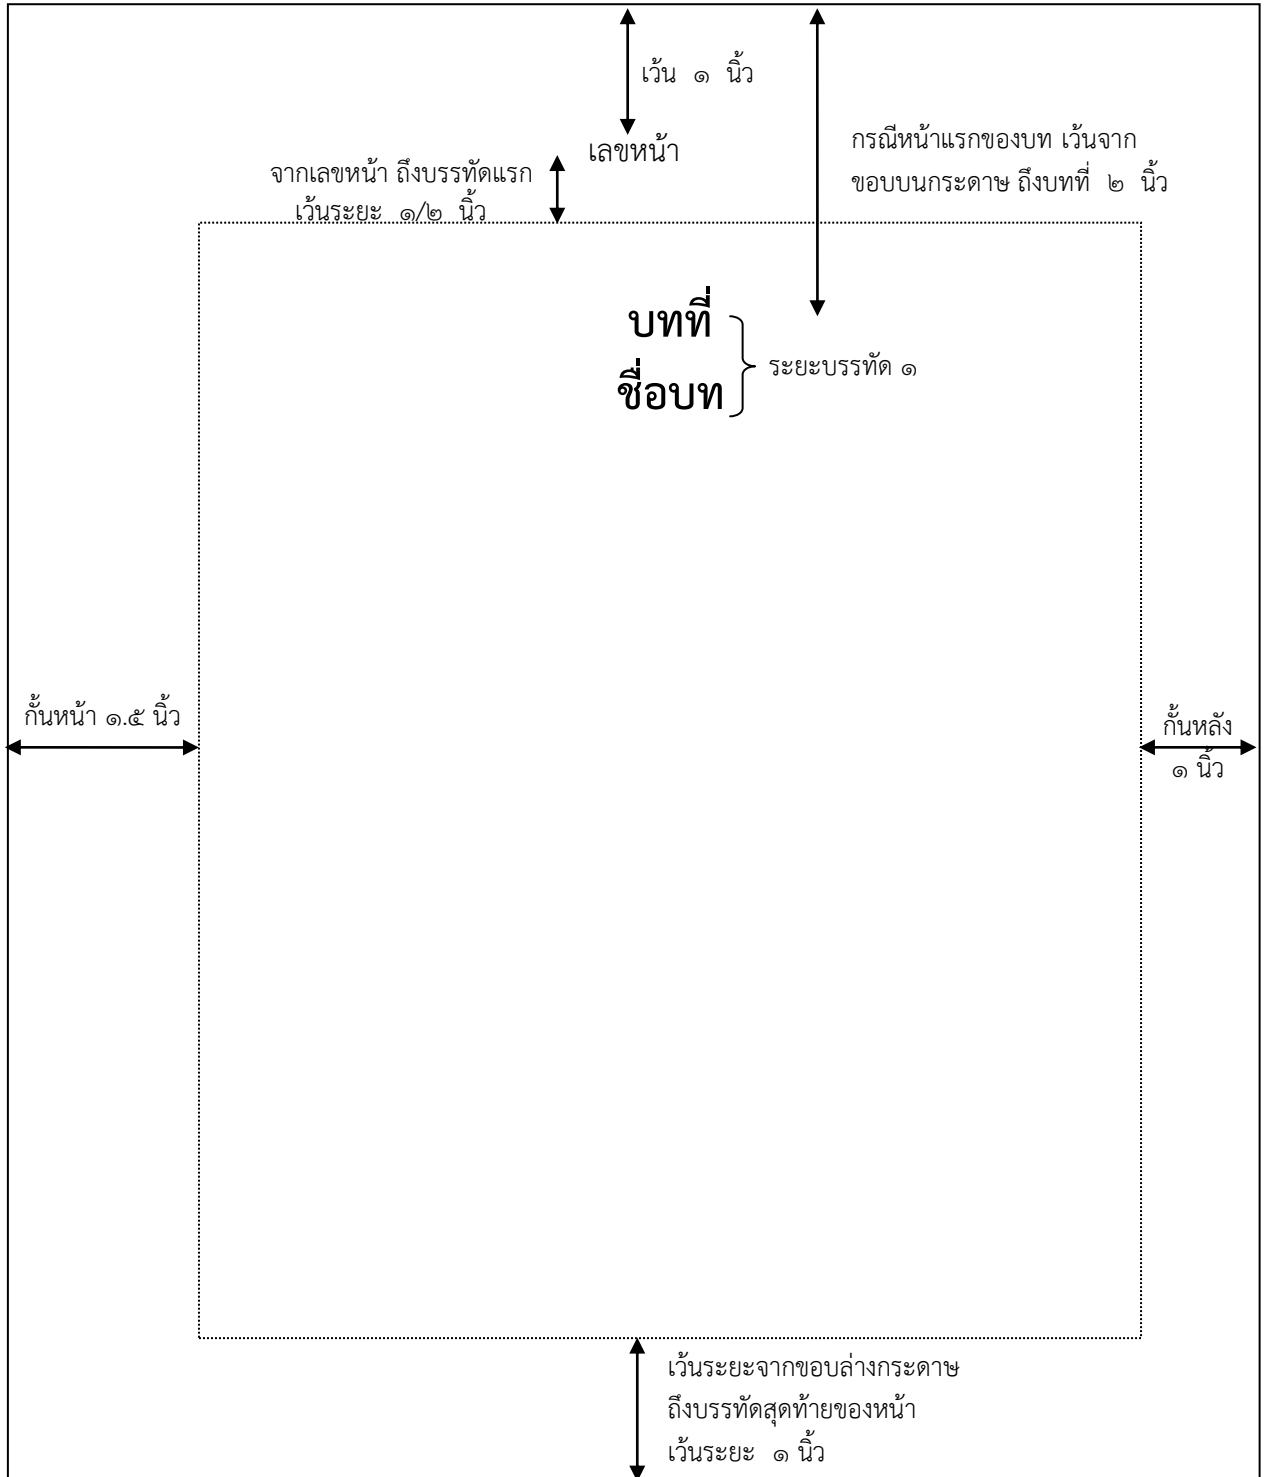 เว้น ๑ นิ้ว
เลขหน้า
กรณีหน้าแรกของบท เว้นจาก
ขอบบนกระดาษ ถึงบทที่ ๒ นิ้ว
จากเลขหน้า ถึงบรรทัดแรก
เว้นระยะ ๑/๒ นิ้ว
บทที่
ชื่อบท
ระยะบรรทัด ๑
กั้นหน้า ๑.๕ นิ้ว
กั้นหลัง
๑ นิ้ว
เว้นระยะจากขอบล่างกระดาษ
ถึงบรรทัดสุดท้ายของหน้า
เว้นระยะ ๑ นิ้ว